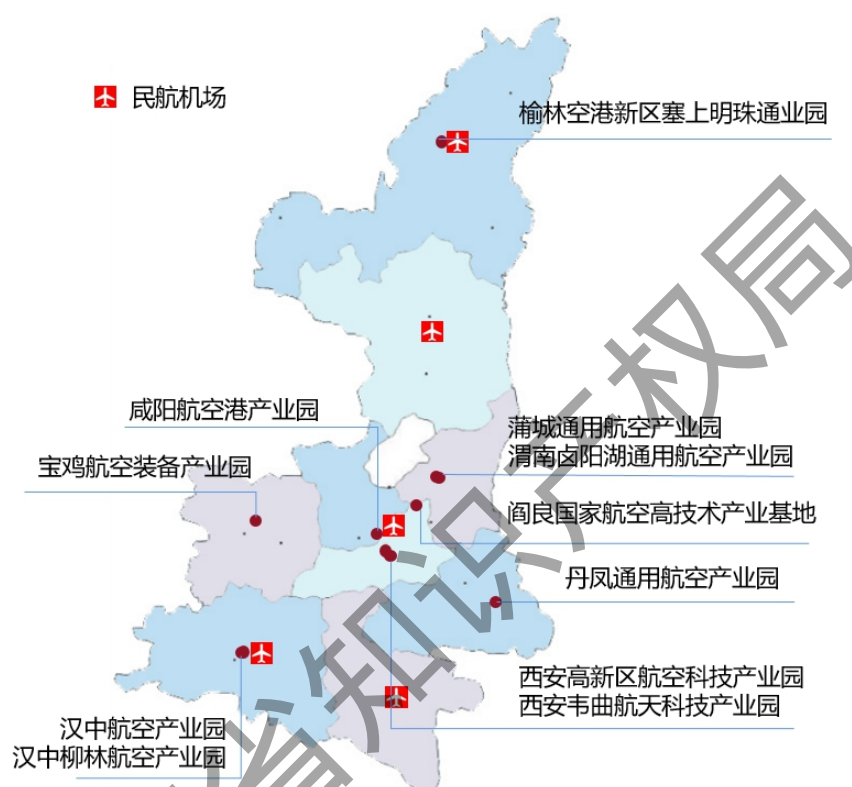 民航机场
榆林空港新区塞上明珠通业园
咸阳航空港产业园
蒲城通用航空产业园
渭南卤阳湖通用航空产业园
宝鸡航空装备产业园
阎良国家航空高技术产业基地
丹凤通用航空产业园
西安高新区航空科技产业园
西安韦曲航天科技产业园
汉中航空产业园
汉中柳林航空产业园
省知识产权局